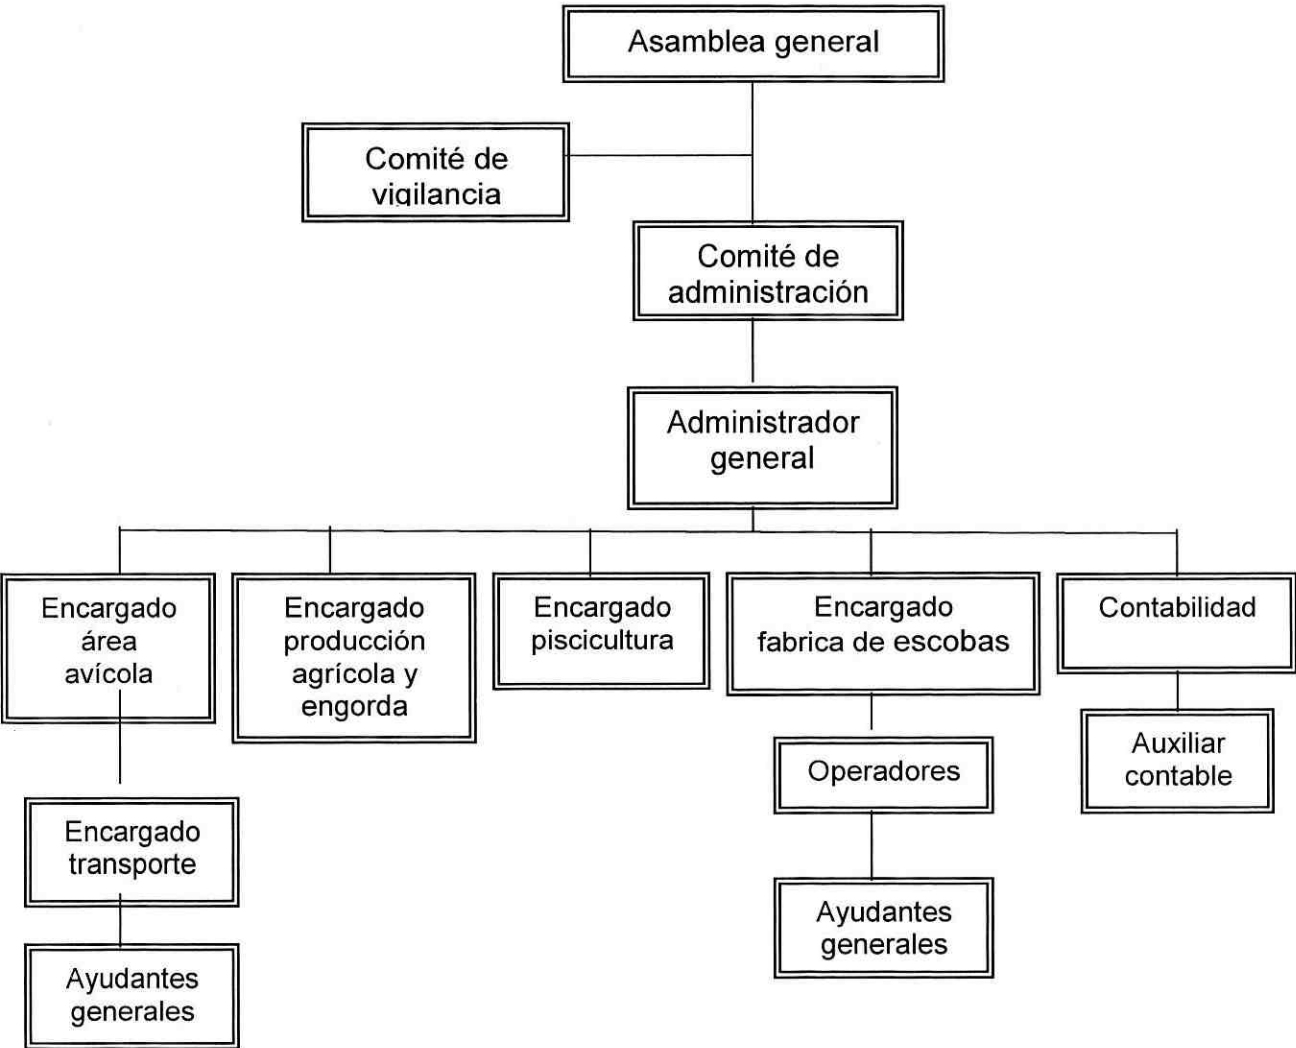 Asamblea general
Comité de
vigilancia
Comité de
administración
Administrador
general
Encargado
área
avícola
Encargado
producción
agrícola y
engorda
Encargado
piscicultura
Encargado
fabrica de escobas
Contabilidad
Operadores
Auxiliar
contable
Encargado
transporte
Ayudantes
generales
Ayudantes
generales